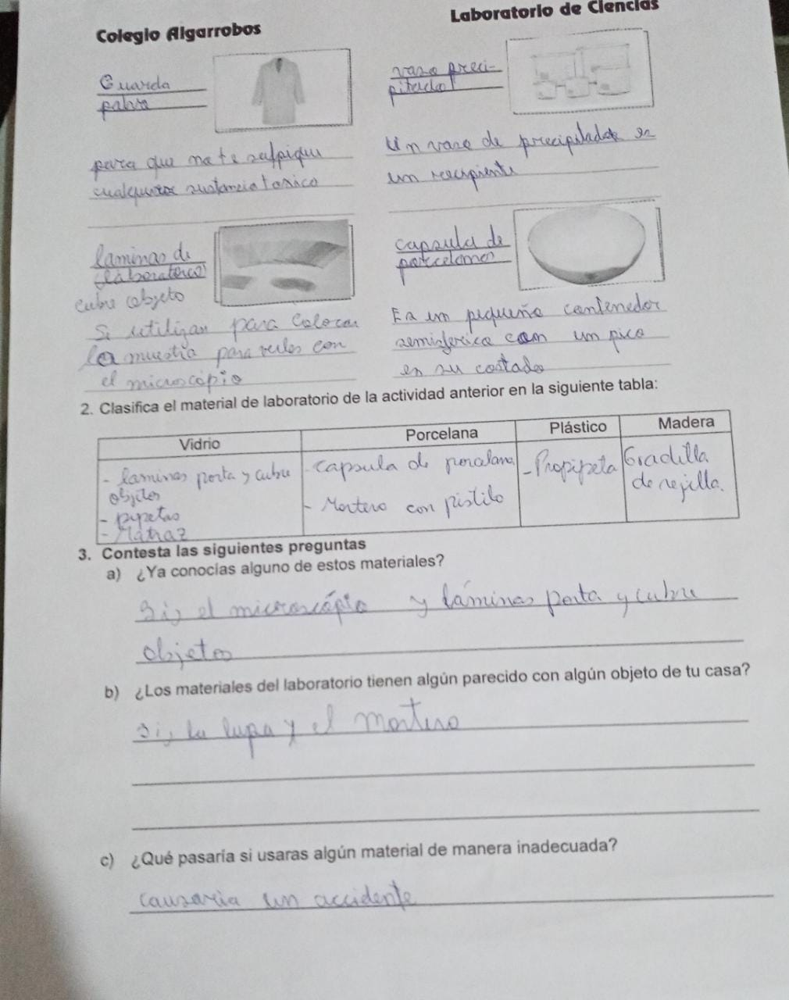 Colegio Algarrobos
Laboratorio de Ciencias
Guarda
polvo
para que no te salpique
cualquier sustancia toxico
vaso preci-
pitado
Un vaso de precipitado es
un recipiente
laminas de
laboratorio
cubre objeto
Si utilizan para colocar
la muestra para verlos con
el microscopio
capsula de
porcelana
Es un pequeño contenedor
semisferica con un pico
en su costado
2. Clasifica el material de laboratorio de la actividad anterior en la siguiente tabla:
Vidrio
Porcelana
Plástico
Madera
- laminas porta y cubre
objetos
- pipetas
- Matraz
- capsula de porcelana
- Mortero con pistilo
- Propipeta
Gradilla
de rejilla.
3. Contesta las siguientes preguntas
a) ¿Ya conocías alguno de estos materiales?
Si, el microscópio y láminas porta y cubre
objetos
b) ¿Los materiales del laboratorio tienen algún parecido con algún objeto de tu casa?
si, la lupa y el mortero
c) ¿Qué pasaría si usaras algún material de manera inadecuada?
causaria un accidente